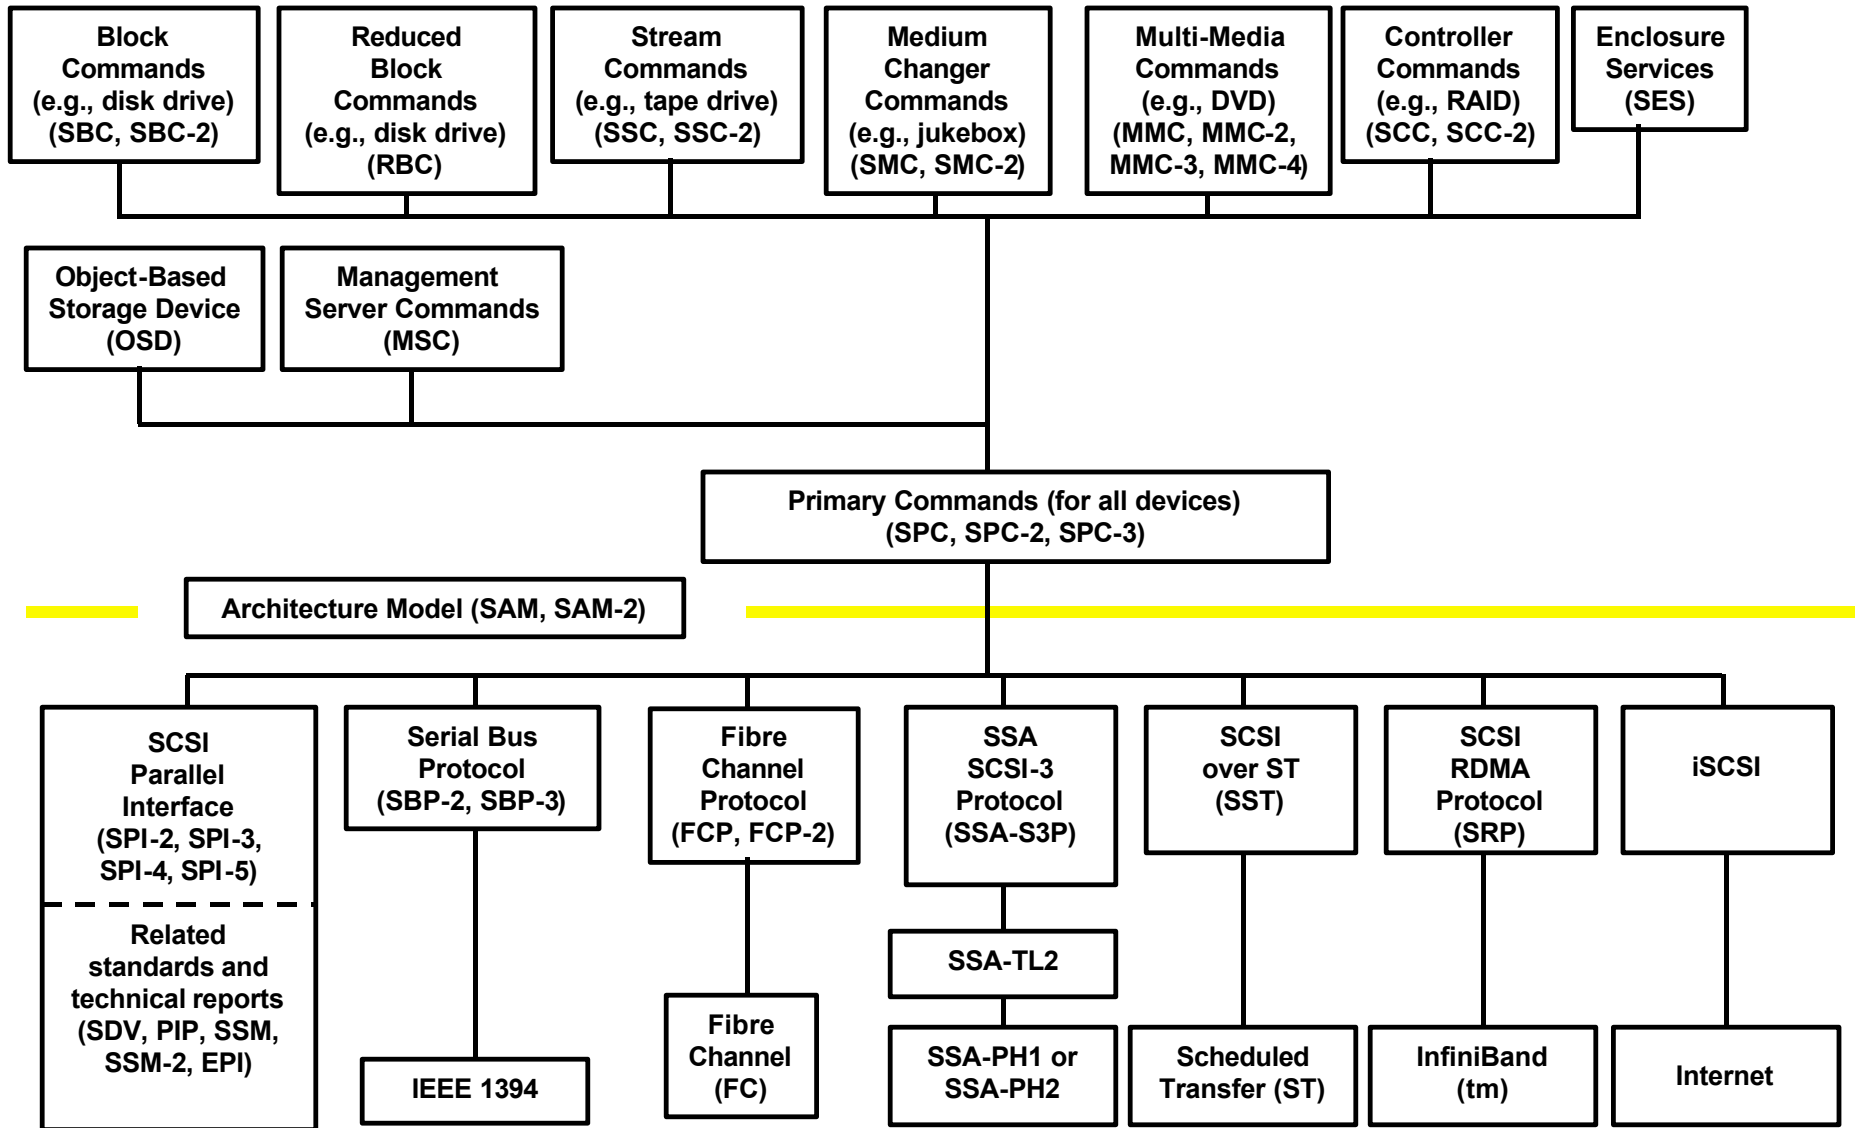 Block
Commands
(e.g., disk drive)
(SBC, SBC-2)
Reduced
Block
Commands
(e.g., disk drive)
(RBC)
Stream
Commands
(e.g., tape drive)
(SSC, SSC-2)
Medium
Changer
Commands
(e.g., jukebox)
(SMC, SMC-2)
Multi-Media
Commands
(e.g., DVD)
(MMC, MMC-2,
MMC-3, MMC-4)
Controller
Commands
(e.g., RAID)
(SCC, SCC-2)
Enclosure
Services
(SES)
Object-Based
Storage Device
(OSD)
Management
Server Commands
(MSC)
Primary Commands (for all devices)
(SPC, SPC-2, SPC-3)
Architecture Model (SAM, SAM-2)
SCSI
Parallel
Interface
(SPI-2, SPI-3,
SPI-4, SPI-5)
Related
standards and
technical reports
(SDV, PIP, SSM,
SSM-2, EPI)
Serial Bus
Protocol
(SBP-2, SBP-3)
IEEE 1394
Fibre
Channel
Protocol
(FCP, FCP-2)
Fibre
Channel
(FC)
SSA
SCSI-3
Protocol
(SSA-S3P)
SSA-TL2
SSA-PH1 or
SSA-PH2
SCSI
over ST
(SST)
Scheduled
Transfer (ST)
SCSI
RDMA
Protocol
(SRP)
InfiniBand
(tm)
iSCSI
Internet